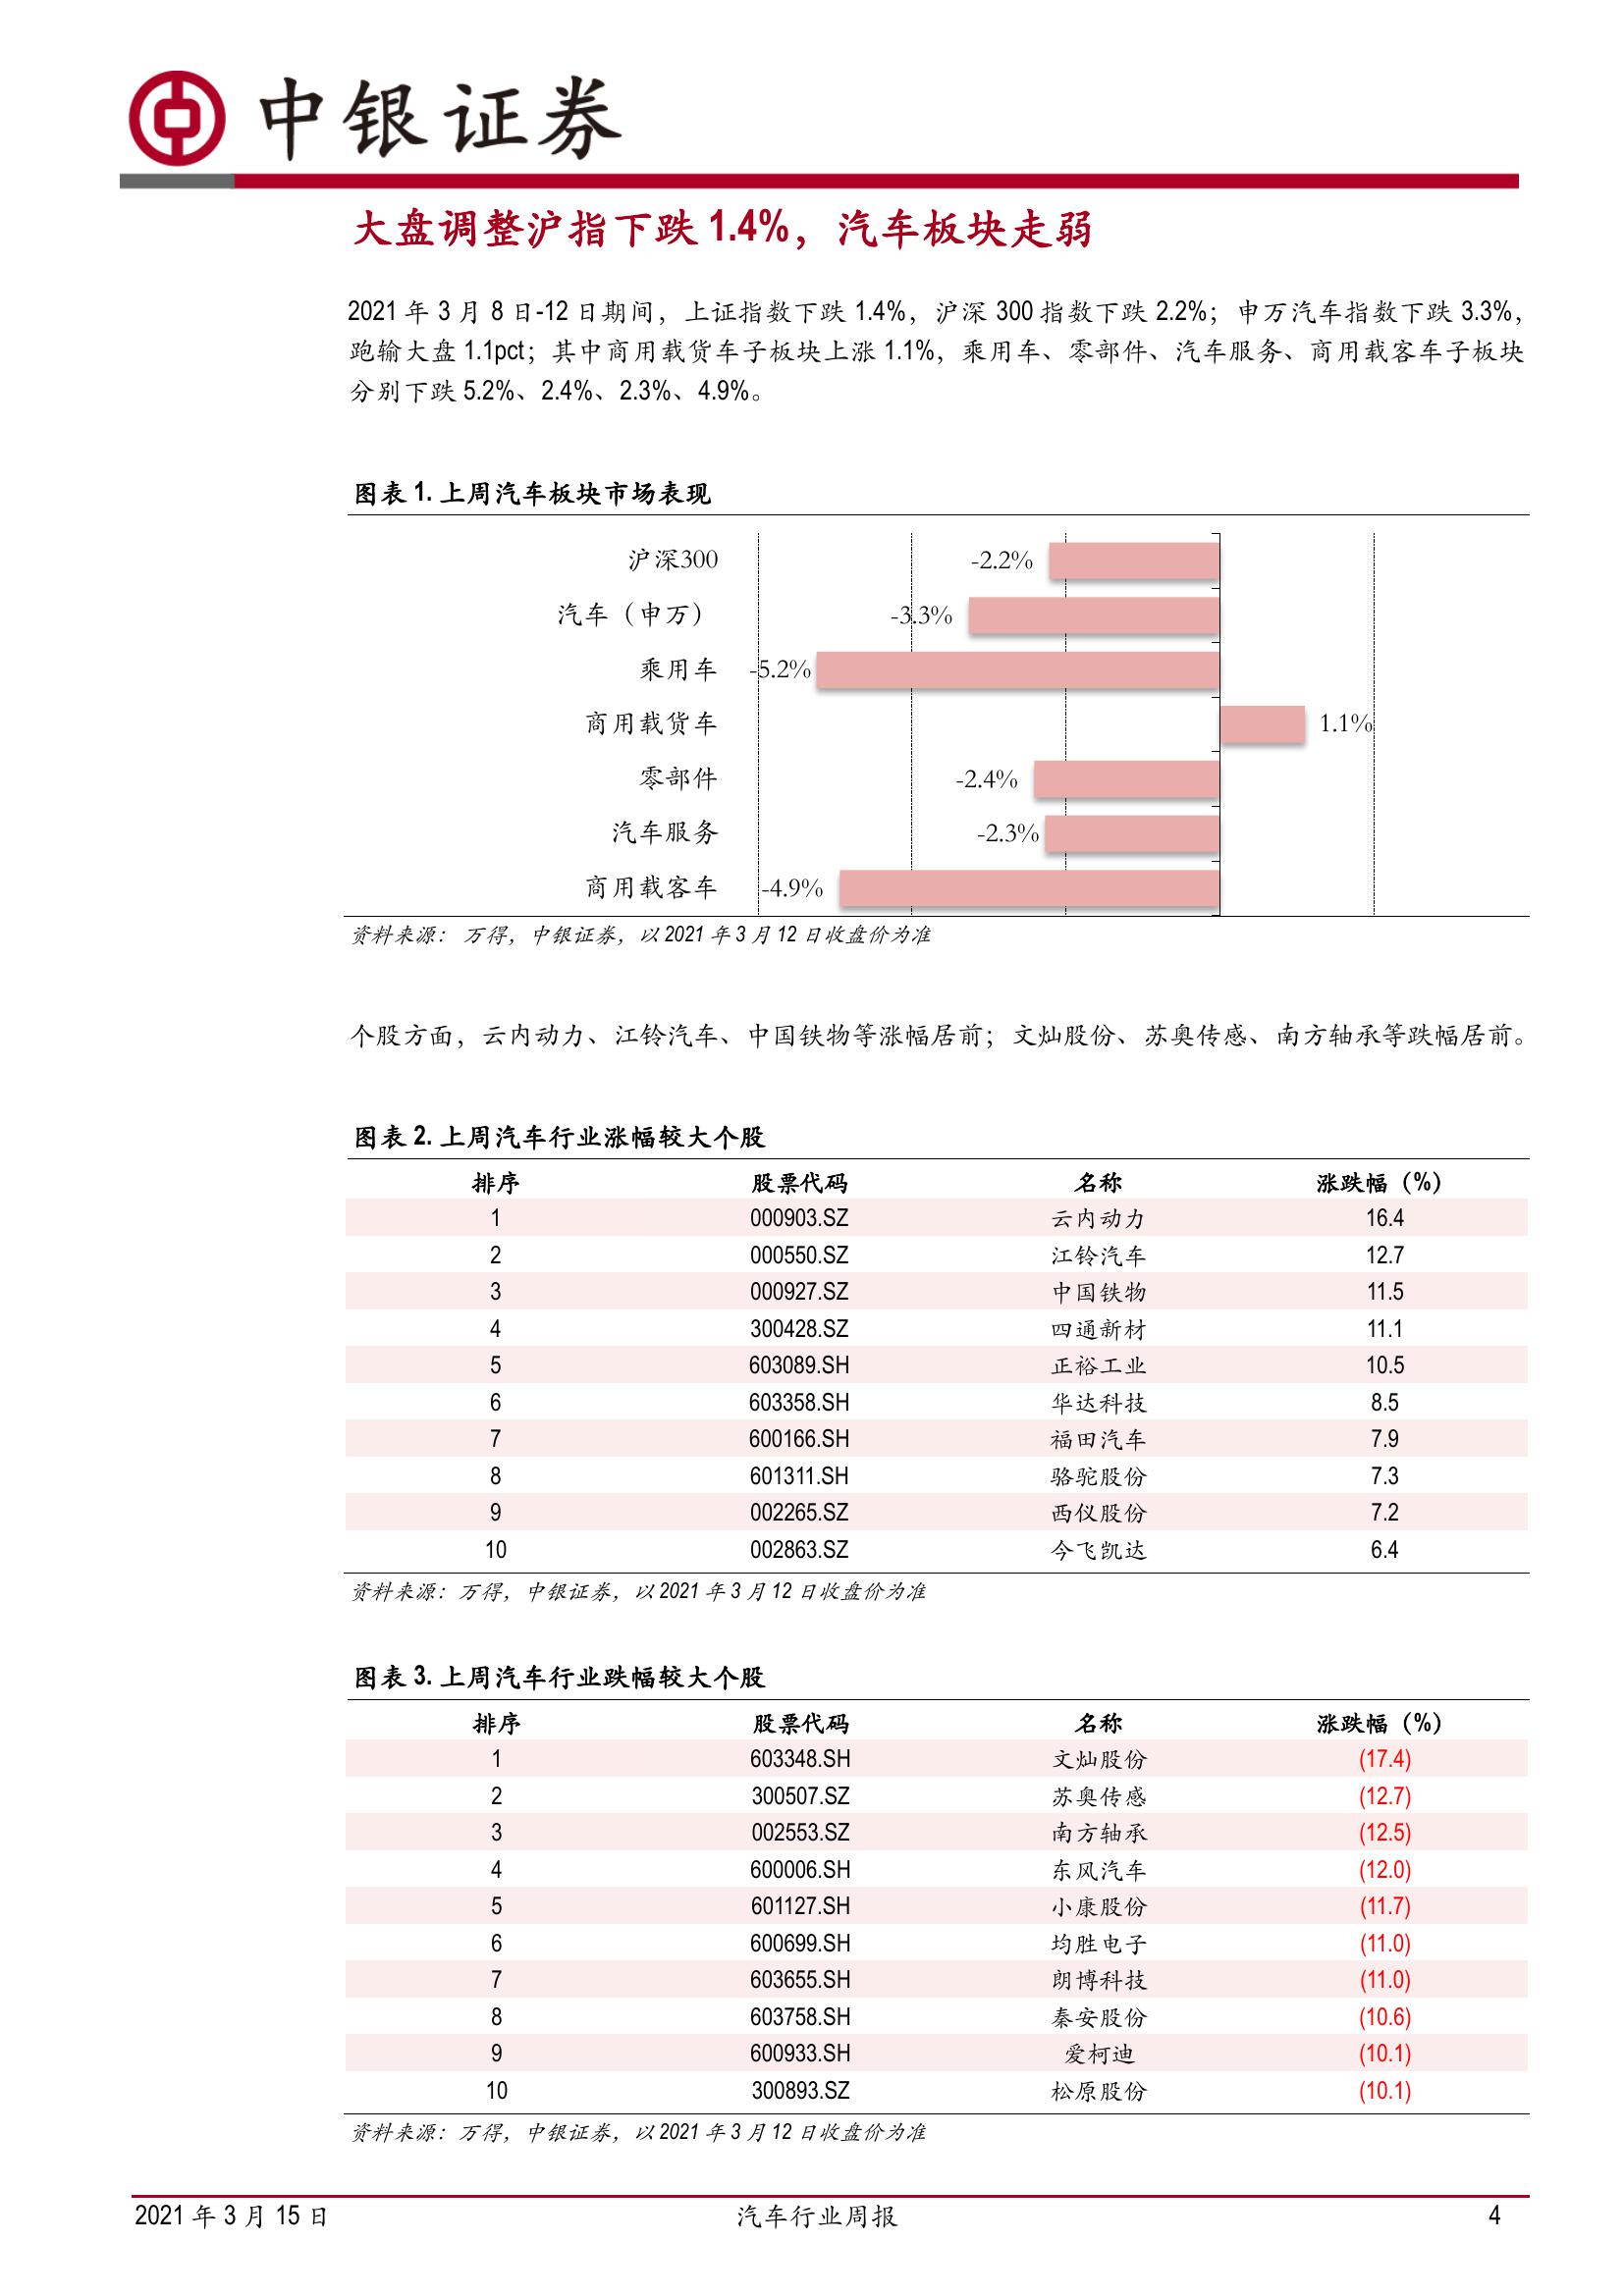 中银证券
大盘调整沪指下跌 1.4%，汽车板块走弱
2021 年 3 月 8 日-12 日期间，上证指数下跌 1.4%，沪深 300 指数下跌 2.2%；申万汽车指数下跌 3.3%，
跑输大盘 1.1pct；其中商用载货车子板块上涨 1.1%，乘用车、零部件、汽车服务、商用载客车子板块
分别下跌 5.2%、2.4%、2.3%、4.9%。
图表 1. 上周汽车板块市场表现
沪深300 -2.2%
汽车（申万） -3.3%
乘用车 -5.2%
商用载货车 1.1%
零部件 -2.4%
汽车服务 -2.3%
商用载客车 -4.9%
资料来源： 万得，中银证券，以 2021 年 3 月 12 日收盘价为准
个股方面，云内动力、江铃汽车、中国铁物等涨幅居前；文灿股份、苏奥传感、南方轴承等跌幅居前。
图表 2. 上周汽车行业涨幅较大个股
排序 股票代码 名称 涨跌幅（%）
1 000903.SZ 云内动力 16.4
2 000550.SZ 江铃汽车 12.7
3 000927.SZ 中国铁物 11.5
4 300428.SZ 四通新材 11.1
5 603089.SH 正裕工业 10.5
6 603358.SH 华达科技 8.5
7 600166.SH 福田汽车 7.9
8 601311.SH 骆驼股份 7.3
9 002265.SZ 西仪股份 7.2
10 002863.SZ 今飞凯达 6.4
资料来源：万得，中银证券，以 2021 年 3 月 12 日收盘价为准
图表 3. 上周汽车行业跌幅较大个股
排序 股票代码 名称 涨跌幅（%）
1 603348.SH 文灿股份 (17.4)
2 300507.SZ 苏奥传感 (12.7)
3 002553.SZ 南方轴承 (12.5)
4 600006.SH 东风汽车 (12.0)
5 601127.SH 小康股份 (11.7)
6 600699.SH 均胜电子 (11.0)
7 603655.SH 朗博科技 (11.0)
8 603758.SH 秦安股份 (10.6)
9 600933.SH 爱柯迪 (10.1)
10 300893.SZ 松原股份 (10.1)
资料来源：万得，中银证券，以 2021 年 3 月 12 日收盘价为准
2021 年 3 月 15 日 汽车行业周报 4